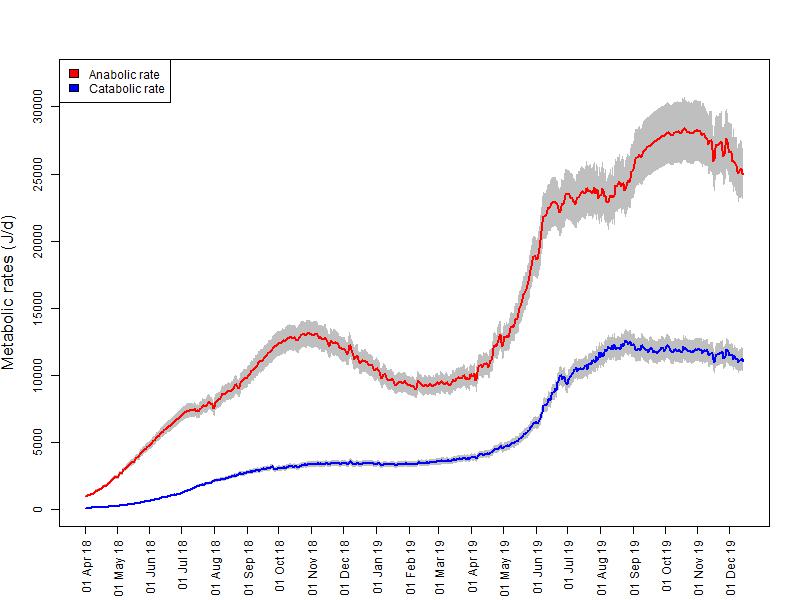 Anabolic rate
Catabolic rate
Metabolic rates (J/d)
30000
25000
20000
15000
10000
5000
0
01 Apr 18
01 May 18
01 Jun 18
01 Jul 18
01 Aug 18
01 Sep 18
01 Oct 18
01 Nov 18
01 Dec 18
01 Jan 19
01 Feb 19
01 Mar 19
01 Apr 19
01 May 19
01 Jun 19
01 Jul 19
01 Aug 19
01 Sep 19
01 Oct 19
01 Nov 19
01 Dec 19